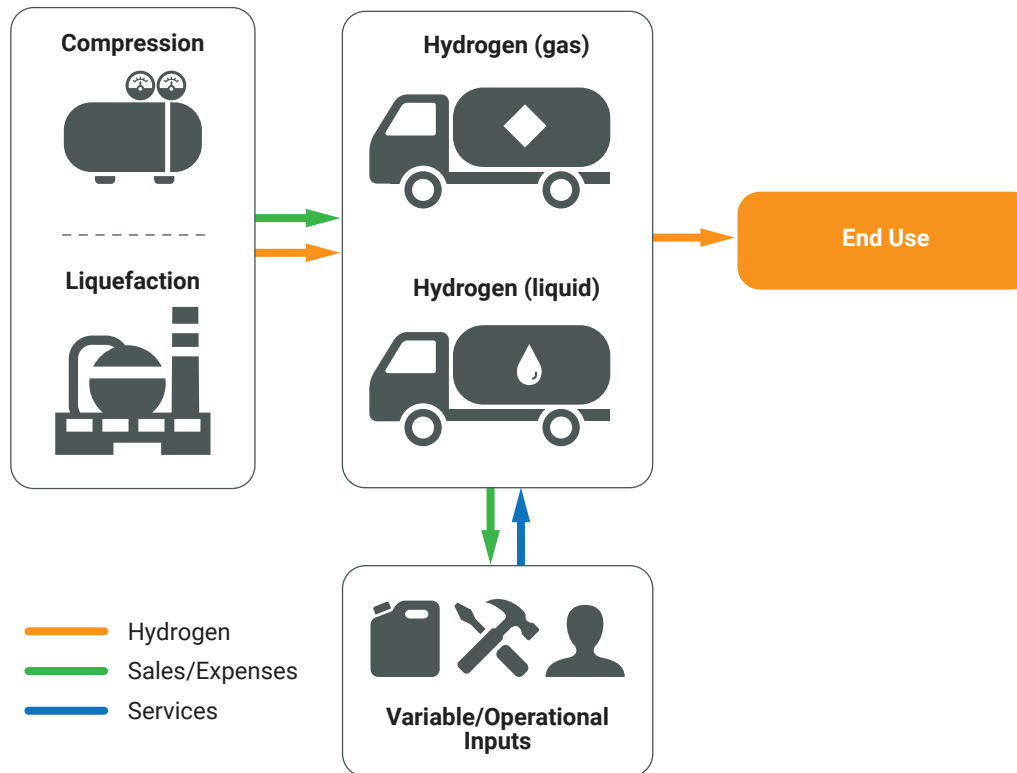 Compression
Liquefaction
Hydrogen (gas)
Hydrogen (liquid)
End Use
Variable/Operational
Inputs
Hydrogen
Sales/Expenses
Services